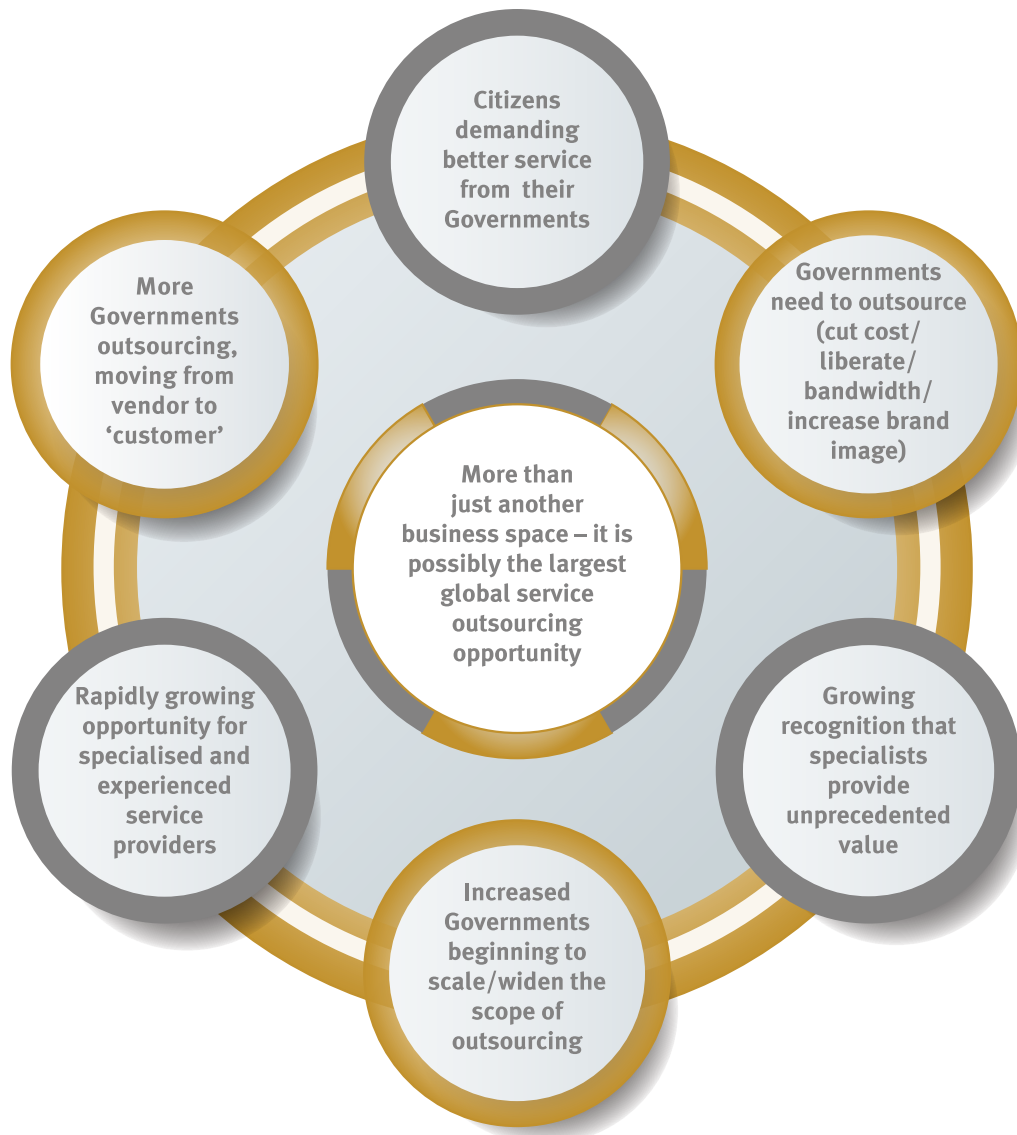 Citizens
demanding
better service
from their
Governments
Governments
need to outsource
(cut cost/
liberate/
bandwidth/
increase brand
image)
Growing
recognition that
specialists
provide
unprecedented
value
Increased
Governments
beginning to
scale/widen the
scope of
outsourcing
Rapidly growing
opportunity for
specialised and
experienced
service
providers
More
Governments
outsourcing,
moving from
vendor to
‘customer’
More than
just another
business space – it is
possibly the largest
global service
outsourcing
opportunity